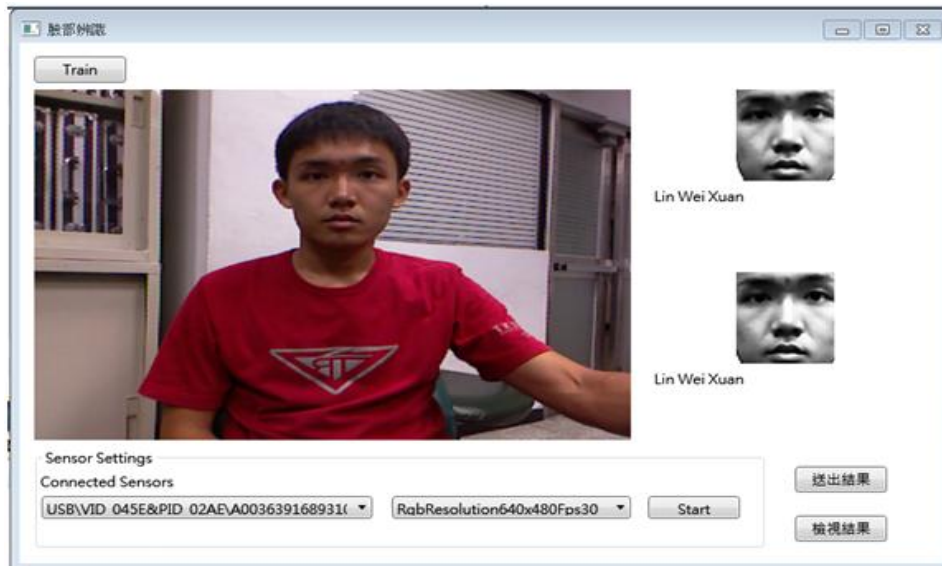 臉部辨識
Train
Lin Wei Xuan
Lin Wei Xuan
Sensor Settings
Connected Sensors
USB\VID_045E&PID_02AE\A003639168931(
RgbResolution640x480Fps30
Start
送出結果
檢視結果